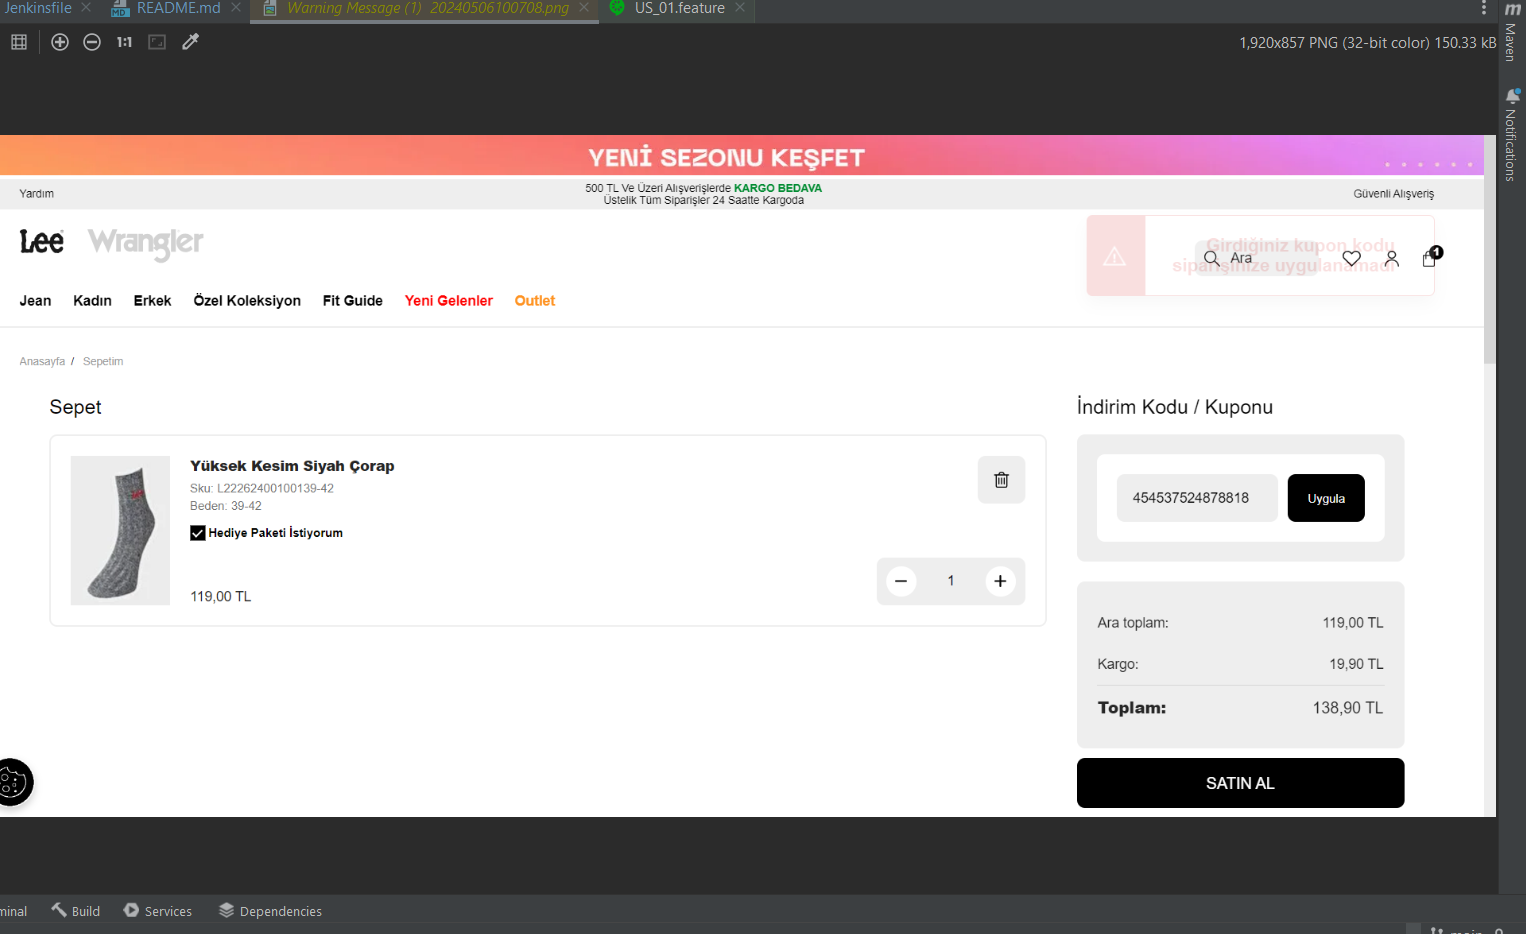 Jenkinsfile
README.md
Warning Message (1) 20240506100708.png
US_01.feature
1:1
1,920x857 PNG (32-bit color) 150.33 kB
Maven
Notifications
YENİ SEZONU KEŞFET
Yardım
500 TL Ve Üzeri Alışverişlerde KARGO BEDAVA
Üstelik Tüm Siparişler 24 Saatte Kargoda
Güvenli Alışveriş
Lee
Wrangler
Girdiğiniz kupon kodu
siparişinize uygulanamadı
Ara
1
Jean
Kadın
Erkek
Özel Koleksiyon
Fit Guide
Yeni Gelenler
Outlet
Anasayfa / Sepetim
Sepet
Yüksek Kesim Siyah Çorap
Sku: L22262400100139-42
Beden: 39-42
Hediye Paketi İstiyorum
119,00 TL
1
İndirim Kodu / Kuponu
454537524878818
Uygula
Ara toplam: 119,00 TL
Kargo: 19,90 TL
Toplam: 138,90 TL
SATIN AL
minal
Build
Services
Dependencies
main